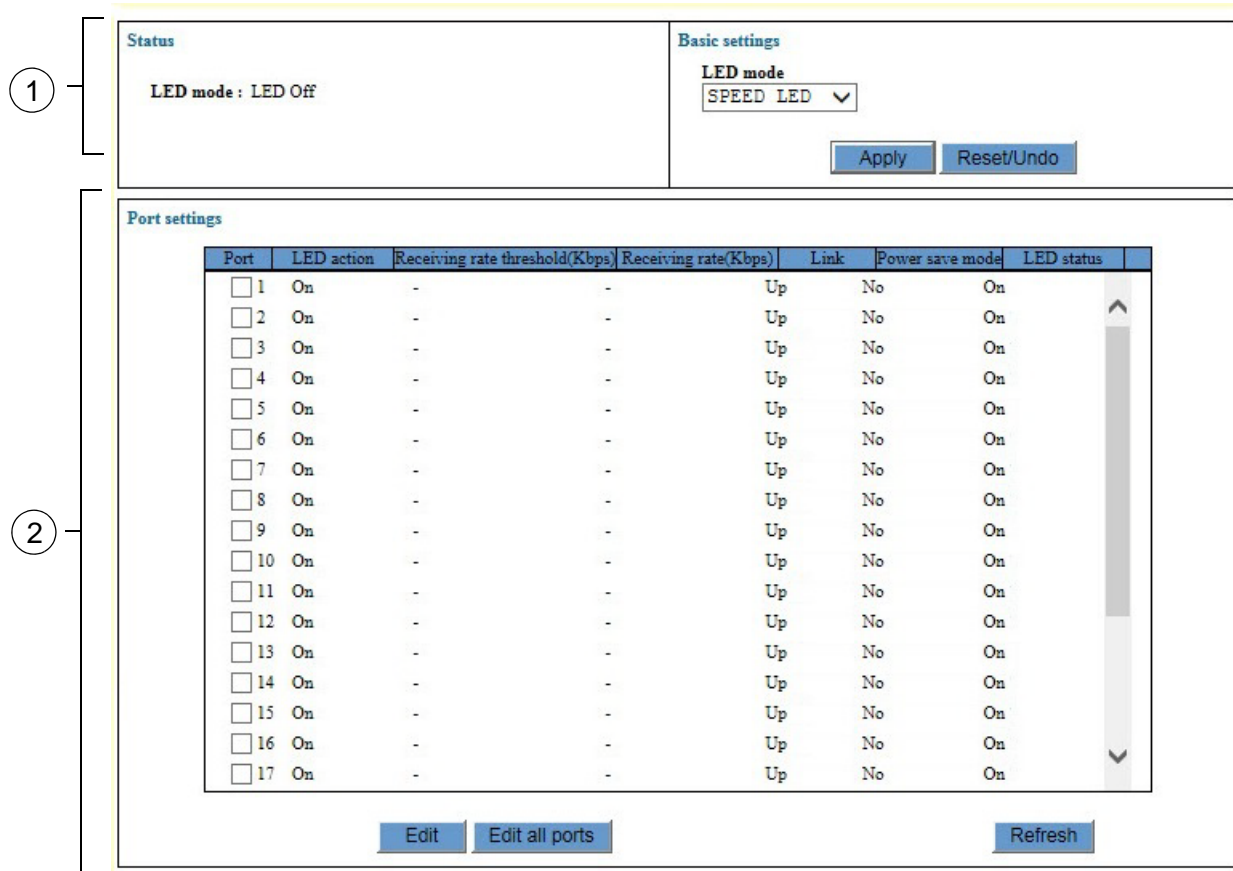 1
Status
LED mode : LED Off
Basic settings
LED mode
SPEED LED
Apply Reset/Undo
2
Port settings
Port LED action Receiving rate threshold(Kbps) Receiving rate(Kbps) Link Power save mode LED status
1 On - - Up No On
2 On - - Up No On
3 On - - Up No On
4 On - - Up No On
5 On - - Up No On
6 On - - Up No On
7 On - - Up No On
8 On - - Up No On
9 On - - Up No On
10 On - - Up No On
11 On - - Up No On
12 On - - Up No On
13 On - - Up No On
14 On - - Up No On
15 On - - Up No On
16 On - - Up No On
17 On - - Up No On
Edit Edit all ports Refresh